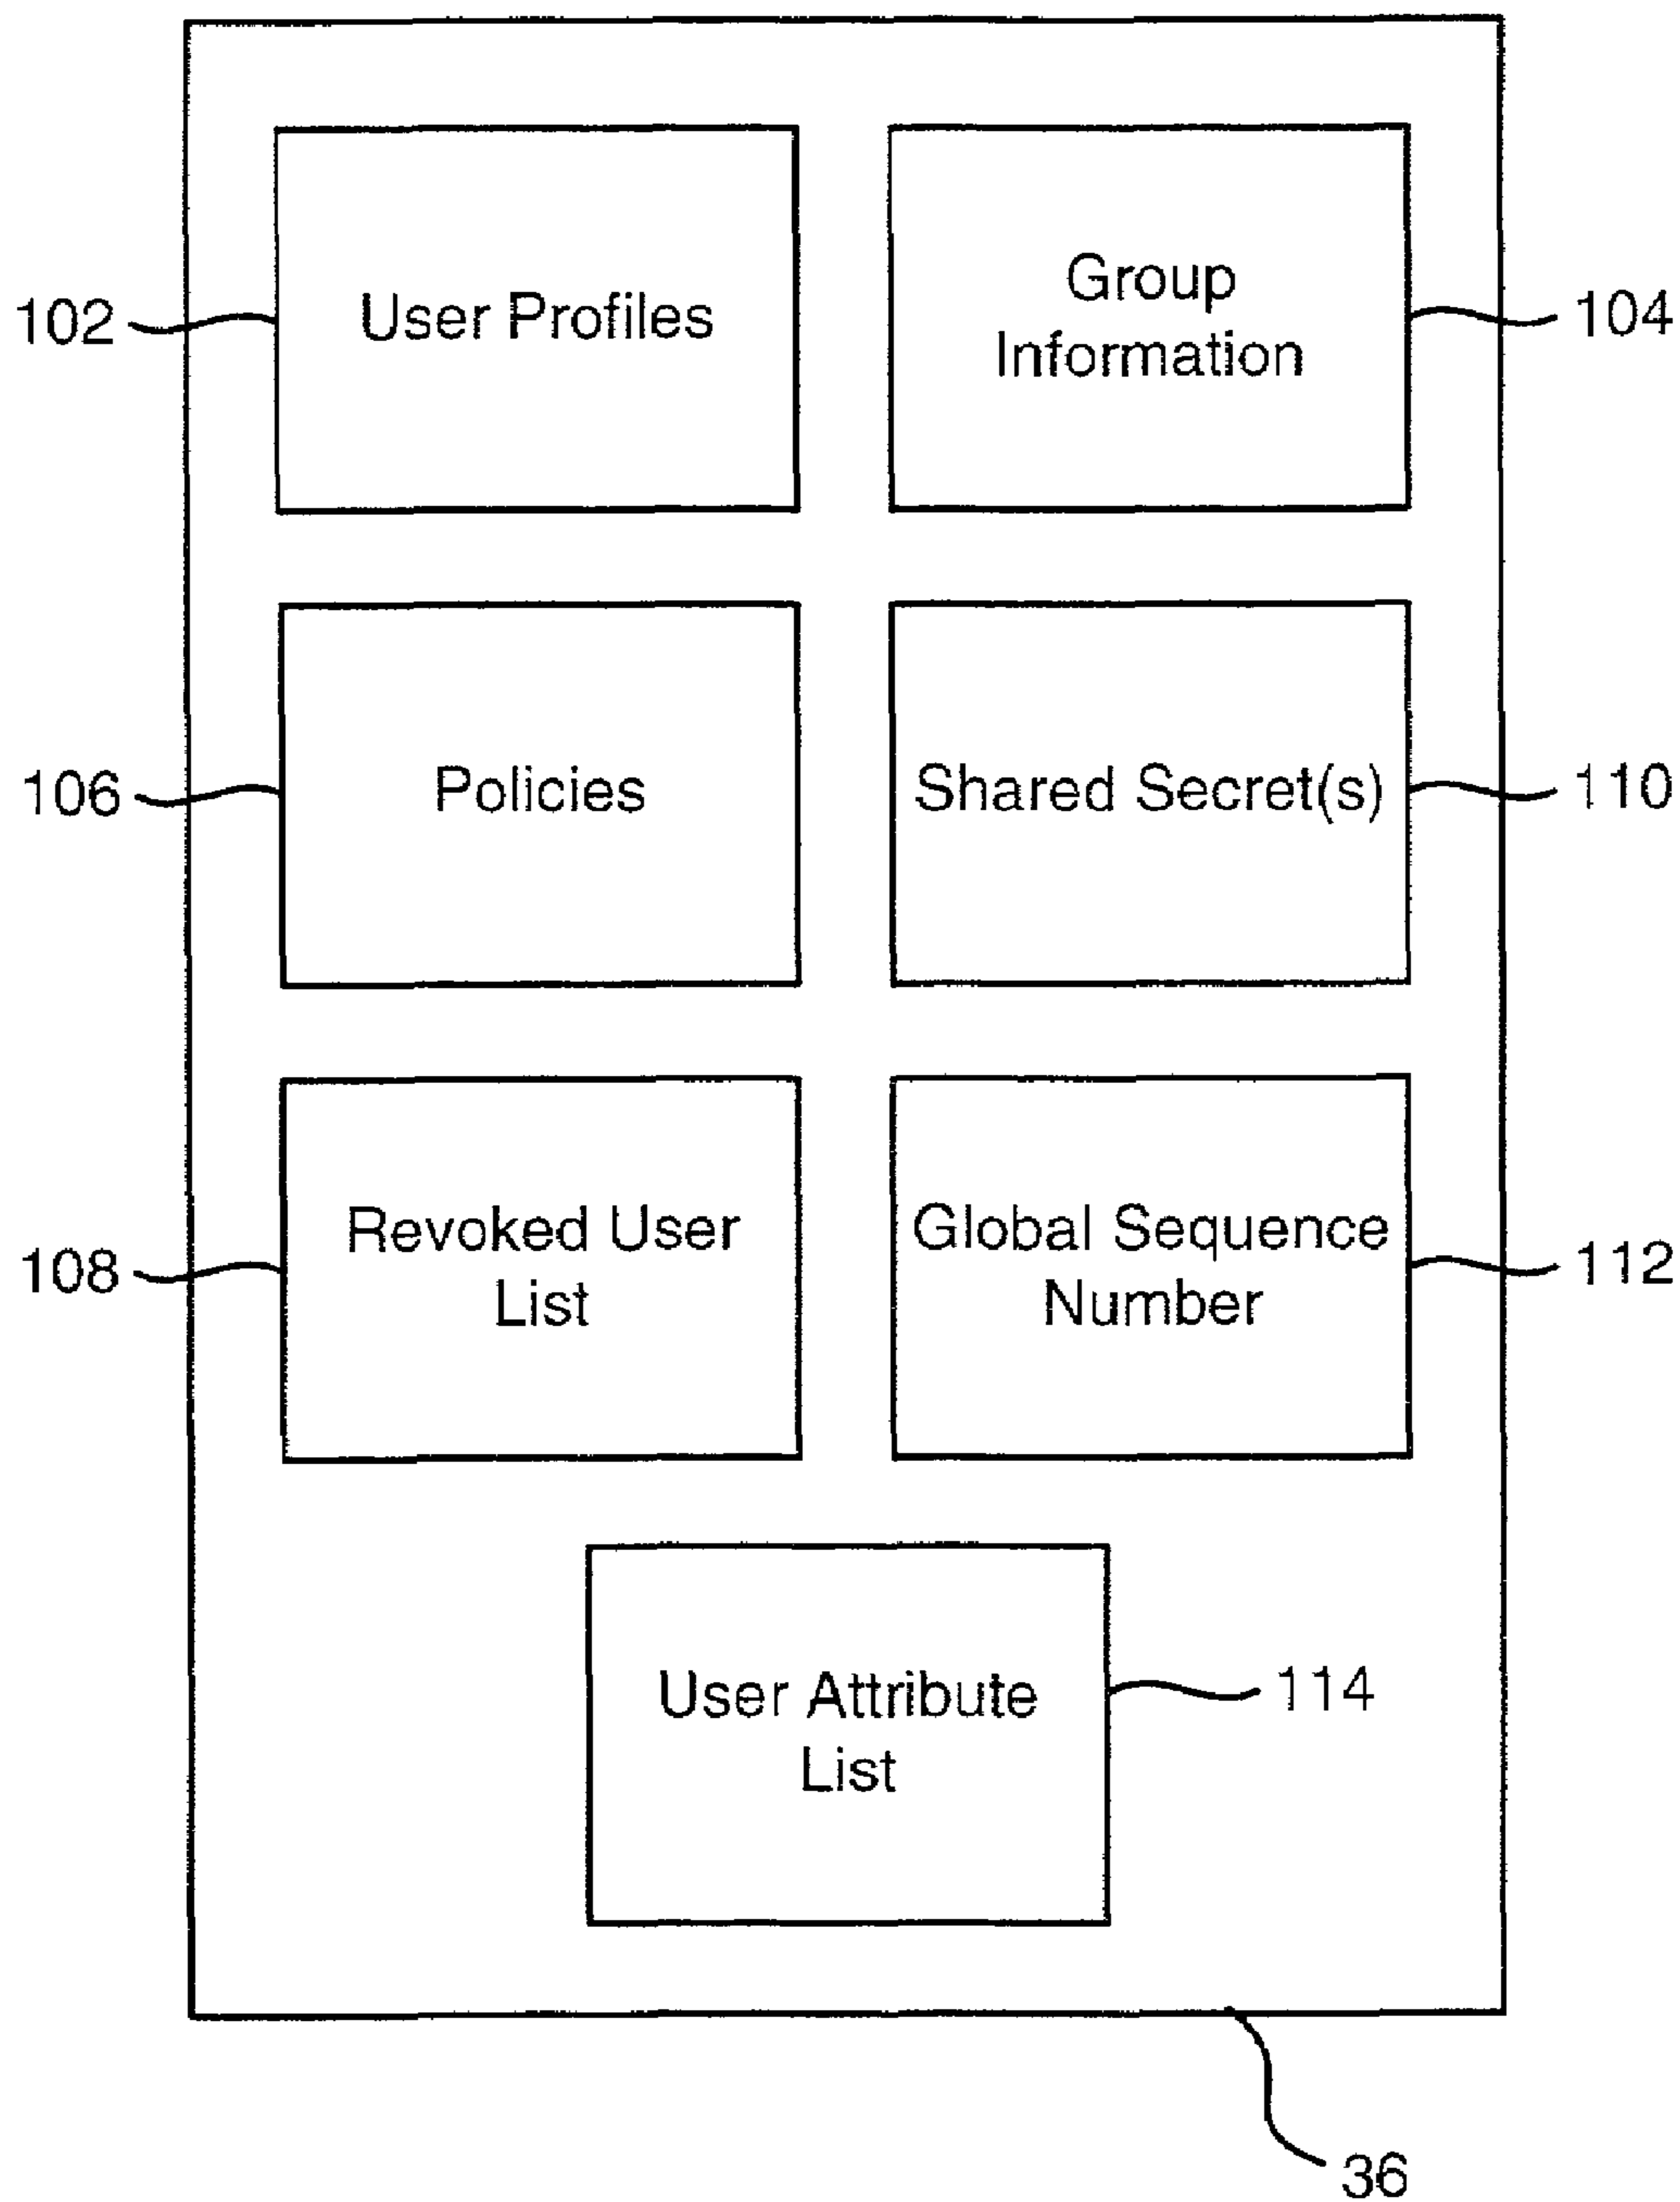 102
User Profiles
Group
Information
104
106
Policies
Shared Secret(s)
110
108
Revoked User
List
Global Sequence
Number
112
User Attribute
List
114
36